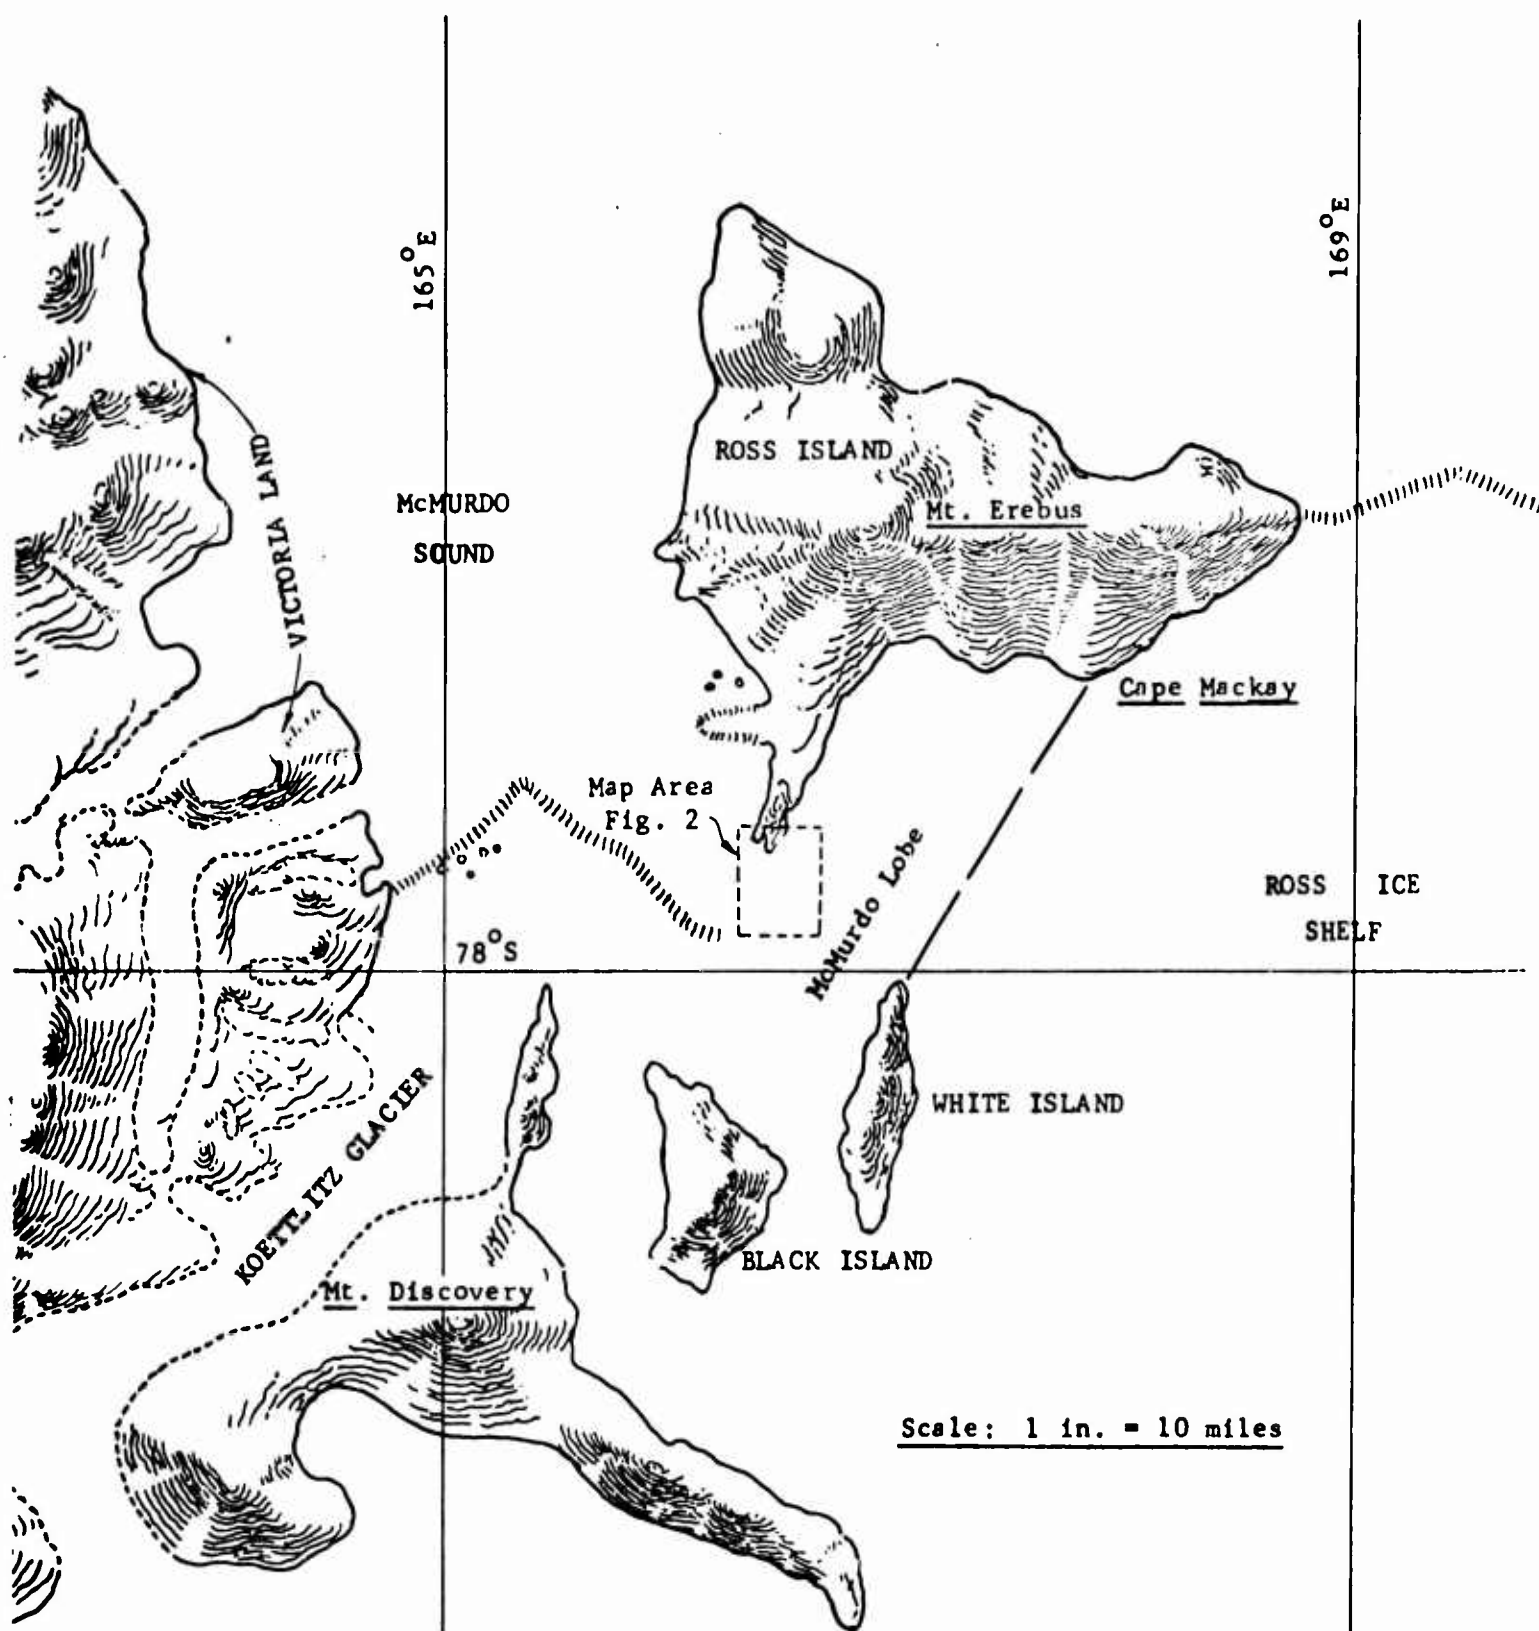 165°E
169°E
ROSS ISLAND
McMURDO
SOUND
Mt. Erebus
VICTORIA LAND
Cape Mackay
Map Area
Fig. 2
McMurdo Lobe
ROSS ICE
SHELF
78°S
WHITE ISLAND
KOETTLITZ GLACIER
BLACK ISLAND
Mt. Discovery
Scale: 1 in. = 10 miles